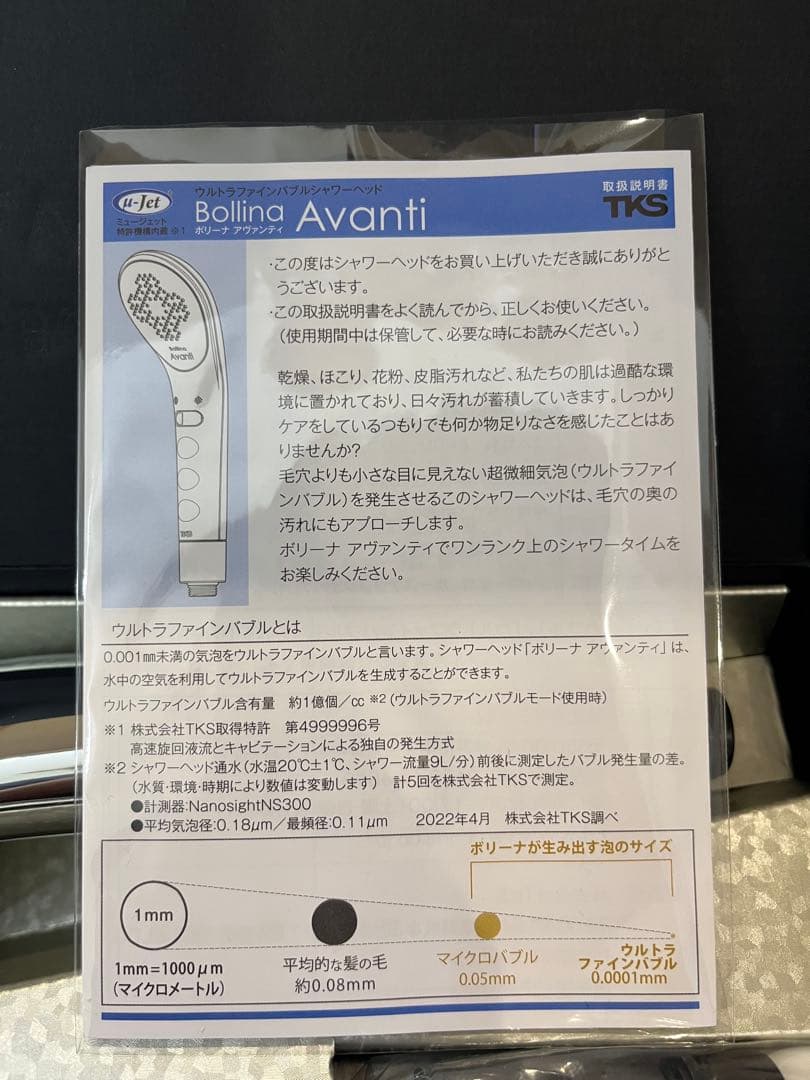 μ-Jet
ミュージェット
特許機構内蔵 ※1
ウルトラファインバブルシャワーヘッド
Bollina Avanti
ボリーナ アヴァンティ
取扱説明書
TKS
Bollina
Avanti
TKS
・この度はシャワーヘッドをお買い上げいただき誠にありがと
うございます。
・この取扱説明書をよく読んでから、正しくお使いください。
(使用期間中は保管して、必要な時にお読みください。)
乾燥、ほこり、花粉、皮脂汚れなど、私たちの肌は過酷な環
境に置かれており、日々汚れが蓄積していきます。しっかり
ケアをしているつもりでも何か物足りなさを感じたことはあ
りませんか?
毛穴よりも小さな目に見えない超微細気泡(ウルトラファイ
ンバブル)を発生させるこのシャワーヘッドは、毛穴の奥の
汚れにもアプローチします。
ボリーナ アヴァンティでワンランク上のシャワータイムを
お楽しみください。
ウルトラファインバブルとは
0.001㎜未満の気泡をウルトラファインバブルと言います。シャワーヘッド「ボリーナ アヴァンティ」は、
水中の空気を利用してウルトラファインバブルを生成することができます。
ウルトラファインバブル含有量 約1億個/cc ※2(ウルトラファインバブルモード使用時)
※1 株式会社TKS取得特許 第4999996号
高速旋回液流とキャビテーションによる独自の発生方式
※2 シャワーヘッド通水(水温20℃±1℃、シャワー流量9L/分)前後に測定したバブル発生量の差。
(水質・環境・時期により数値は変動します) 計5回を株式会社TKSで測定。
●計測器:NanosightNS300
●平均気泡径:0.18μm/最頻径:0.11μm 2022年4月 株式会社TKS調べ
ボリーナが生み出す泡のサイズ
1mm
1mm=1000μm
(マイクロメートル)
平均的な髪の毛
約0.08mm
マイクロバブル
0.05mm
ウルトラ
ファインバブル
0.0001mm